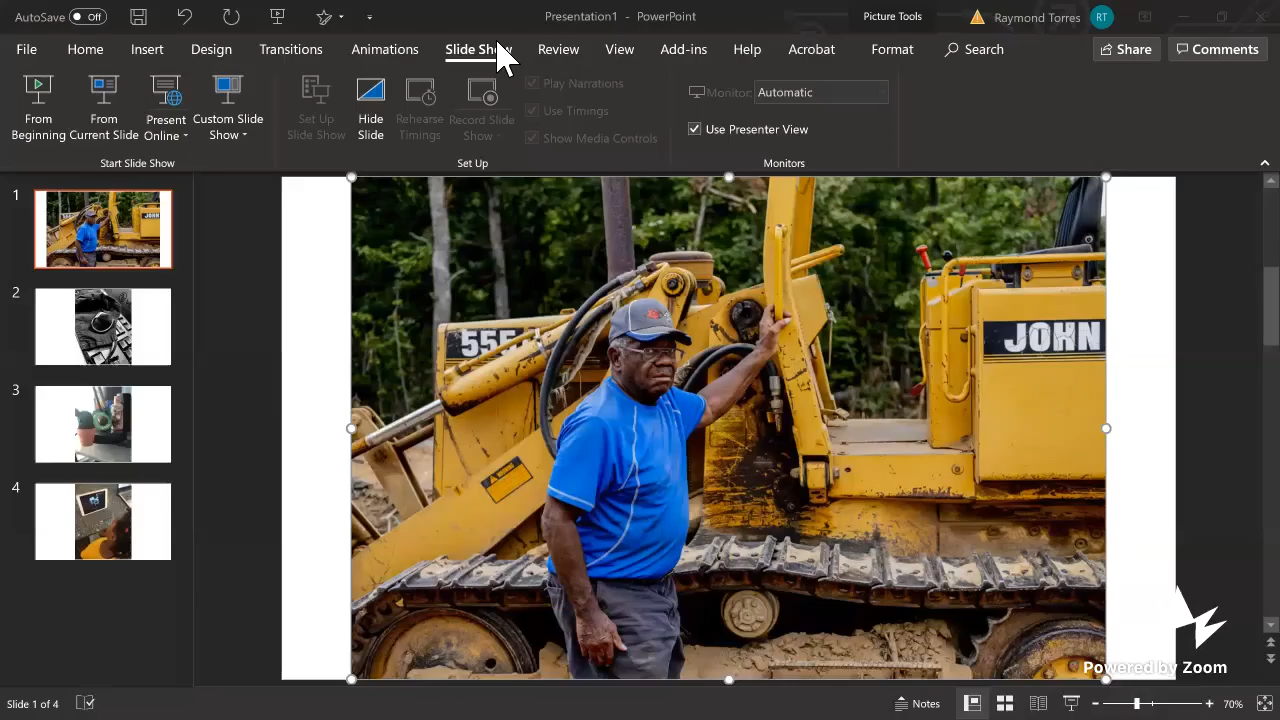 AutoSave Off
Presentation1 - PowerPoint
Picture Tools
Raymond Torres RT
File Home Insert Design Transitions Animations Slide Show Review View Add-ins Help Acrobat Format Search Share Comments
From Beginning
From Current Slide
Present Online
Custom Slide Show
Set Up Slide Show
Hide Slide
Rehearse Timings
Record Slide Show
Play Narrations
Use Timings
Show Media Controls
Monitor: Automatic
Use Presenter View
Start Slide Show
Set Up
Monitors
1
2
3
4
JOHN
555
JOHN
Powered by Zoom
Slide 1 of 4
Notes
70%